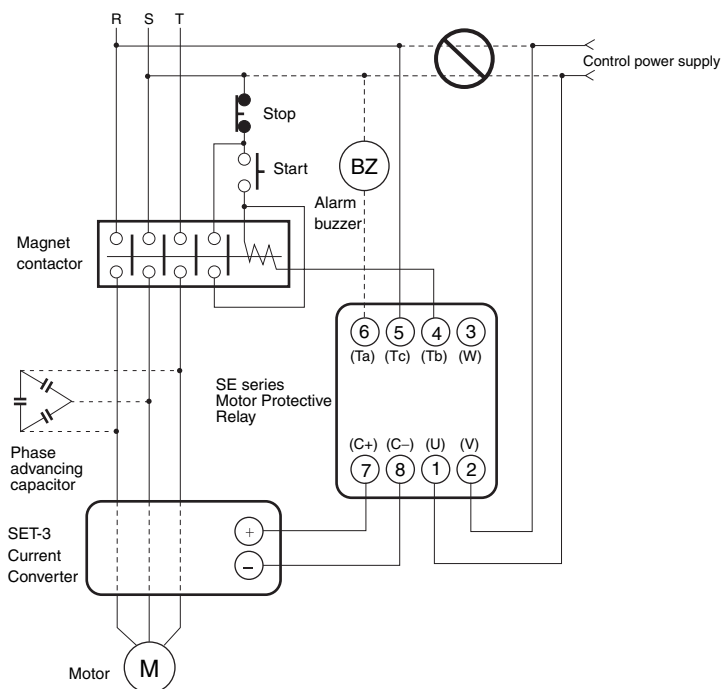 R S T
Control power supply
Stop
Start
BZ
Alarm
buzzer
Magnet
contactor
6 5 4 3
(Ta) (Tc) (Tb) (W)
SE series
Motor Protective
Relay
(C+) (C−) (U) (V)
7 8 1 2
Phase
advancing
capacitor
SET-3
Current
Converter
+
−
Motor
M